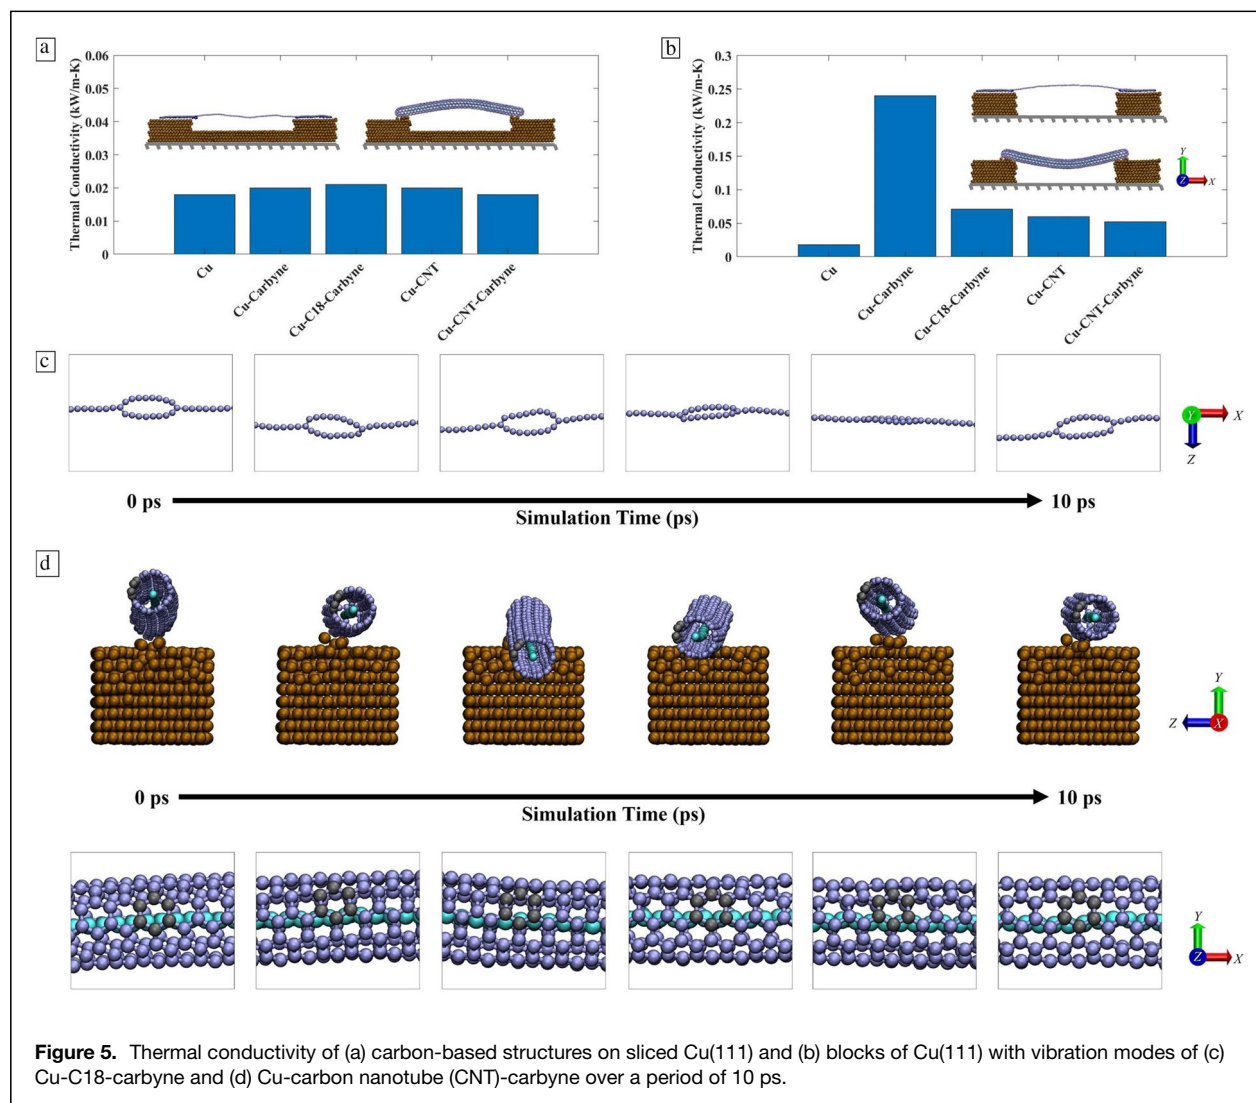 a
Thermal Conductivity (kW/m-K)
0.06
0.05
0.04
0.03
0.02
0.01
0
Cu
Cu-Carbyne
Cu-C18-Carbyne
Cu-CNT
Cu-CNT-Carbyne
b
Thermal Conductivity (kW/m-K)
0.3
0.25
0.2
0.15
0.1
0.05
0
Y
Z
X
Cu
Cu-Carbyne
Cu-C18-Carbyne
Cu-CNT
Cu-CNT-Carbyne
c
Y
X
Z
0 ps
10 ps
Simulation Time (ps)
d
Y
Z
X
0 ps
10 ps
Simulation Time (ps)
Y
Z
X
Figure 5. Thermal conductivity of (a) carbon-based structures on sliced Cu(111) and (b) blocks of Cu(111) with vibration modes of (c)
Cu-C18-carbyne and (d) Cu-carbon nanotube (CNT)-carbyne over a period of 10 ps.